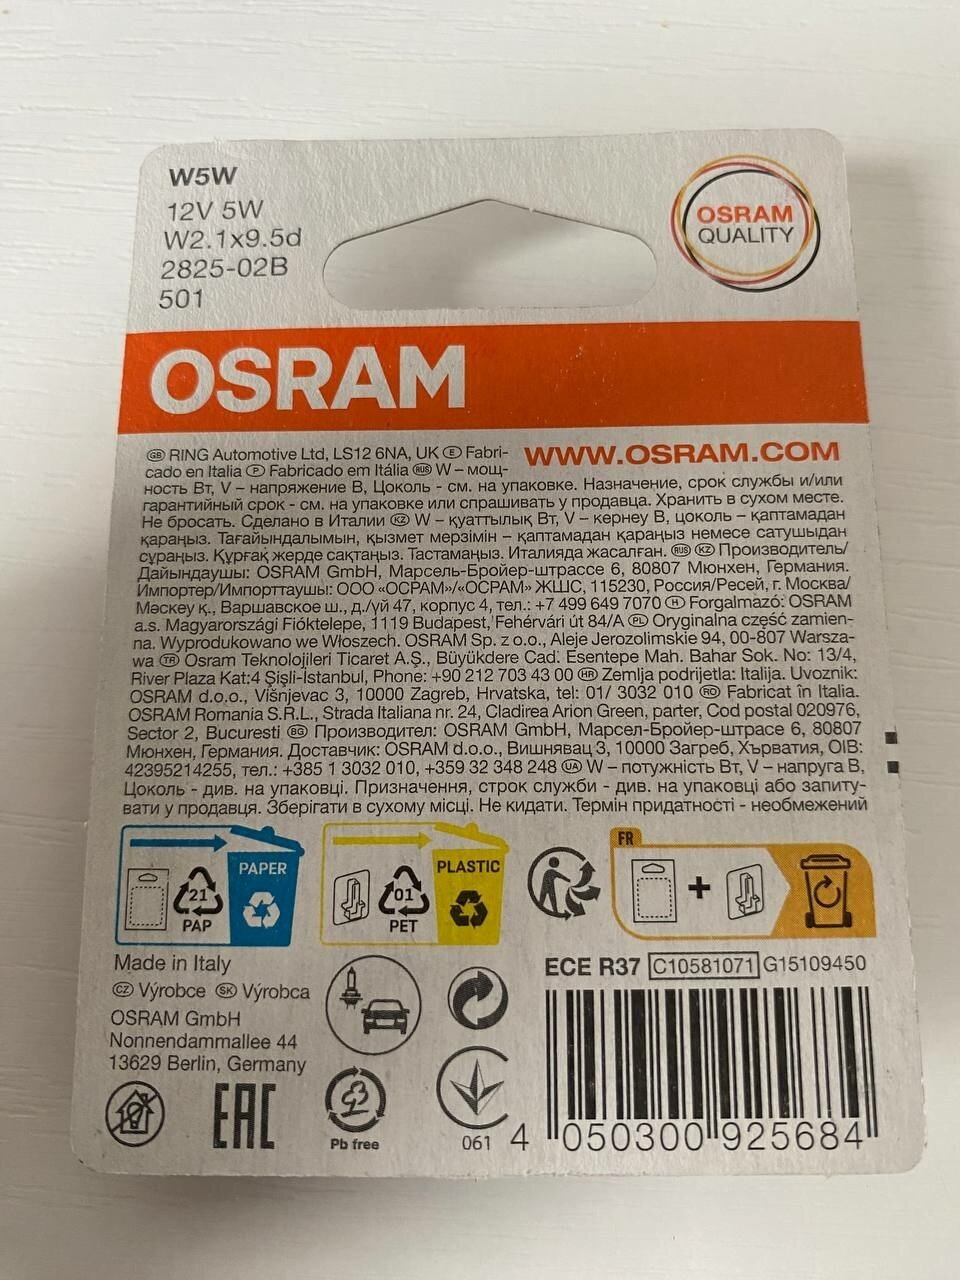 W5W
12V 5W
W2.1x9.5d
2825-02B
501
OSRAM
QUALITY
OSRAM
GB RING Automotive Ltd, LS12 6NA, UK E Fabri-
cado en Italia P Fabricado em Itália RUS W – мощ-
WWW.OSRAM.COM
ность Вт, V – напряжение В, Цоколь - см. на упаковке. Назначение, срок службы и/или
гарантийный срок - см. на упаковке или спрашивать у продавца. Хранить в сухом месте.
Не бросать. Сделано в Италии KZ W – қуаттылық Вт, V – кернеу В, цоколь – қаптамадан
қараңыз. Тағайындалымын, қызмет мерзімін – қаптамадан қараңыз немесе сатушыдан
сұраңыз. Құрғақ жерде сақтаңыз. Тастамаңыз. Италияда жасалған. RUS KZ Производитель/
Дайындаушы: OSRAM GmbH, Марсель-Бройер-штрассе 6, 80807 Мюнхен, Германия.
Импортер/Импорттаушы: ООО «ОСРАМ»/«ОСРАМ» ЖШС, 115230, Россия/Ресей, г. Москва/
Мәскеу қ., Варшавское ш., д./үй 47, корпус 4, тел.: +7 499 649 7070 H Forgalmazó: OSRAM
a.s. Magyarországi Fióktelepe, 1119 Budapest, Fehérvári út 84/A PL Oryginalna część zamien-
na. Wyprodukowano we Włoszech. OSRAM Sp. z o.o., Aleje Jerozolimskie 94, 00-807 Warsza-
wa TR Osram Teknolojileri Ticaret A.Ş., Büyükdere Cad. Esentepe Mah. Bahar Sok. No: 13/4,
River Plaza Kat:4 Şişli-İstanbul, Phone: +90 212 703 43 00 HR Zemlja podrijetla: Italija. Uvoznik:
OSRAM d.o.o., Višnjevac 3, 10000 Zagreb, Hrvatska, tel: 01/ 3032 010 RO Fabricat în Italia.
OSRAM Romania S.R.L., Strada Italiana nr. 24, Cladirea Arion Green, parter, Cod postal 020976,
Sector 2, Bucuresti BG Производител: OSRAM GmbH, Марсел-Бройер-штрасе 6, 80807
Мюнхен, Германия. Доставчик: OSRAM d.o.o., Вишнявац 3, 10000 Загреб, Хърватия, OIB:
42395214255, тел.: +385 1 3032 010, +359 32 348 248 UA W – потужність Вт, V – напруга В,
Цоколь - див. на упаковці. Призначення, строк служби - див. на упаковці або запиту-
вати у продавця. Зберігати в сухому місці. Не кидати. Термін придатності - необмежений
PAPER
21
PAP
PLASTIC
01
PET
FR
+
Made in Italy
CZ Výrobce SK Výrobca
OSRAM GmbH
Nonnendammallee 44
13629 Berlin, Germany
ECE R37 C10581071 G15109450
EAC
Pb free
061
4 050300 925684